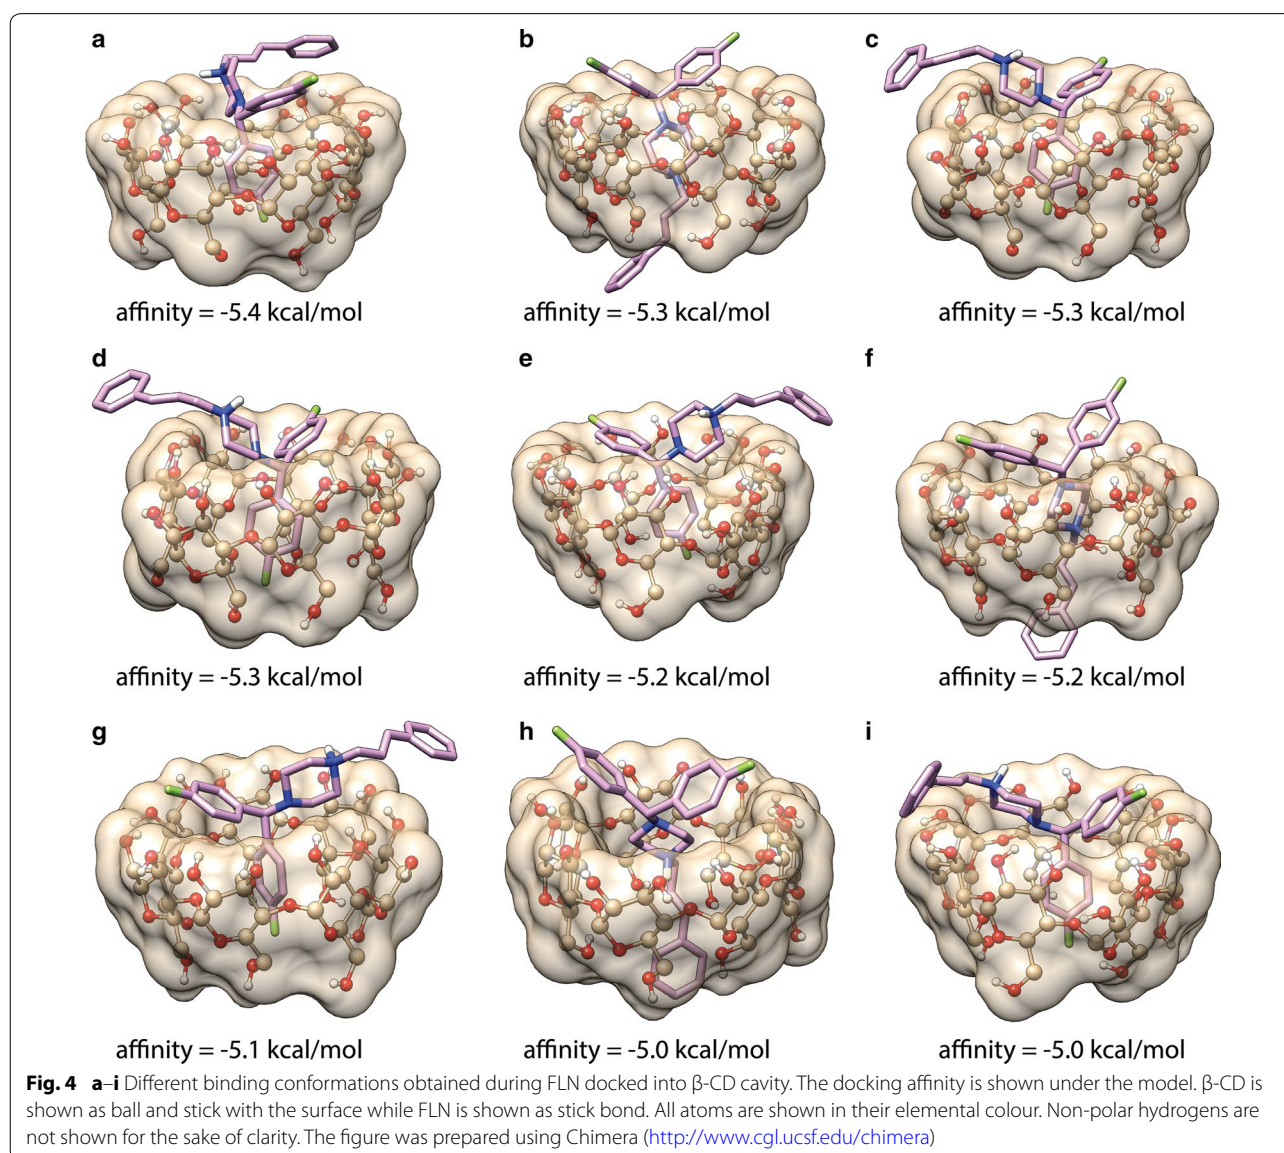 a
b
c
affinity = -5.4 kcal/mol
affinity = -5.3 kcal/mol
affinity = -5.3 kcal/mol
d
e
f
affinity = -5.3 kcal/mol
affinity = -5.2 kcal/mol
affinity = -5.2 kcal/mol
g
h
i
affinity = -5.1 kcal/mol
affinity = -5.0 kcal/mol
affinity = -5.0 kcal/mol
Fig. 4 a–i Different binding conformations obtained during FLN docked into β-CD cavity. The docking affinity is shown under the model. β-CD is
shown as ball and stick with the surface while FLN is shown as stick bond. All atoms are shown in their elemental colour. Non-polar hydrogens are
not shown for the sake of clarity. The figure was prepared using Chimera (http://www.cgl.ucsf.edu/chimera)